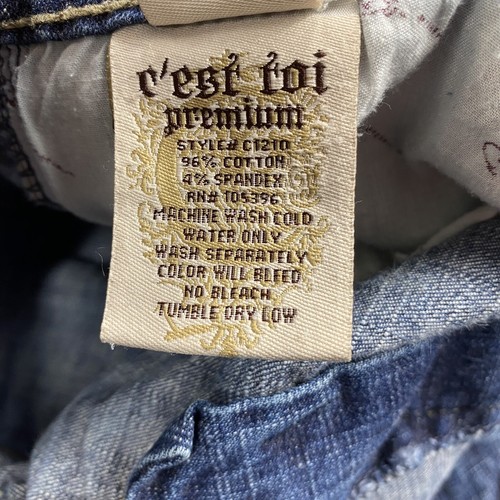 c'est toi
premium
STYLE# C1210
96% COTTON
4% SPANDEX
RN# 105396
MACHINE WASH COLD
WATER ONLY
WASH SEPARATELY
COLOR WILL BLEED
NO BLEACH
TUMBLE DRY LOW